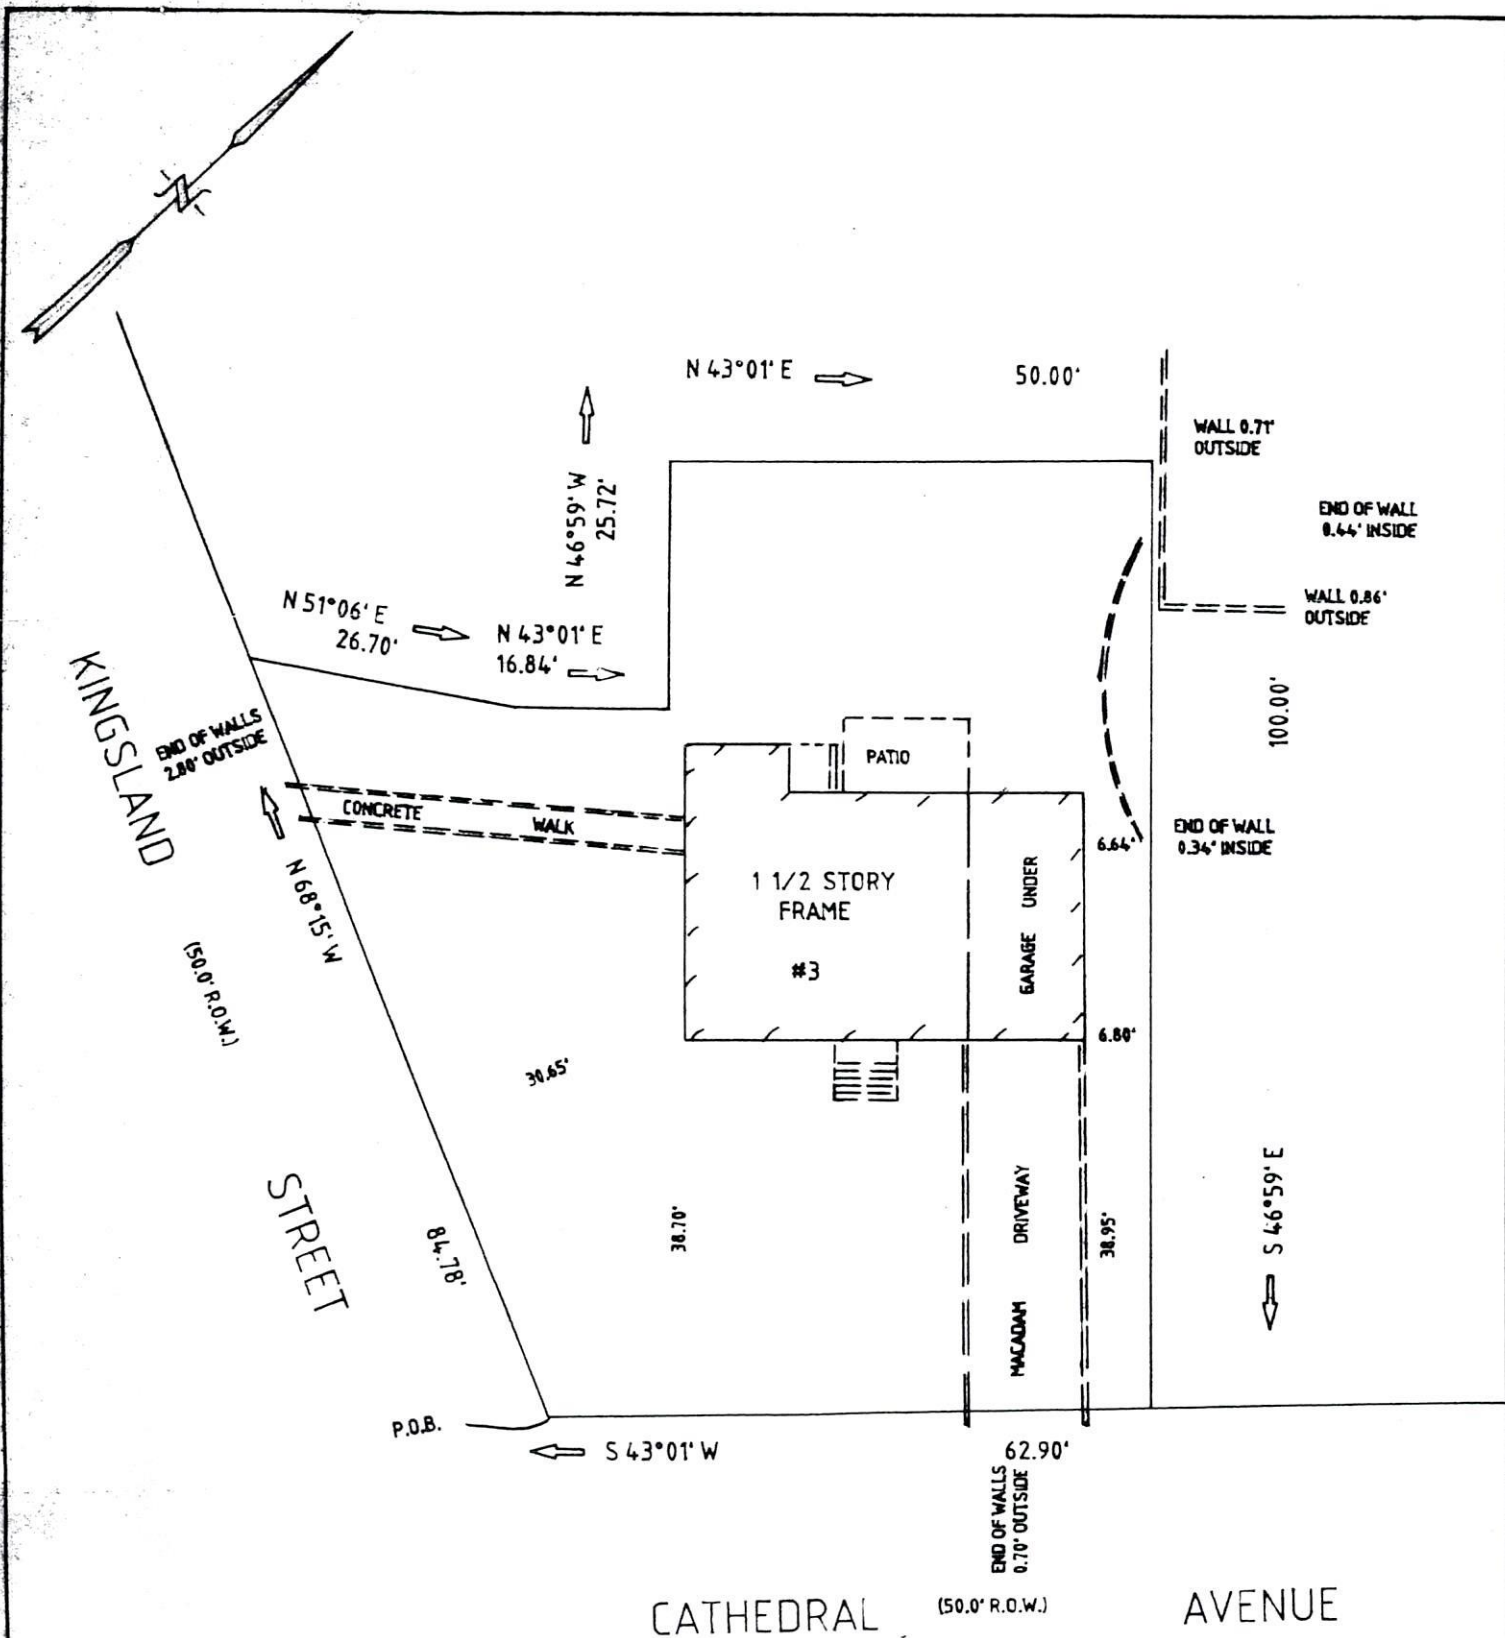 N
N 43°01' E
50.00'
WALL 0.71'
OUTSIDE
N 46°59' W
25.72'
END OF WALL
0.44' INSIDE
N 51°06' E
26.70'
N 43°01' E
16.84'
WALL 0.86'
OUTSIDE
100.00'
KINGSLAND
STREET
END OF WALLS
2.80' OUTSIDE
PATIO
CONCRETE
WALK
END OF WALL
0.34' INSIDE
6.64'
1 1/2 STORY
FRAME
#3
GARAGE UNDER
N 68°15' W
(50.0' R.O.W.)
6.80'
30.65'
38.70'
MACADAM DRIVEWAY
38.95'
S 46°59' E
84.78'
P.O.B.
S 43°01' W
62.90'
END OF WALLS
0.70' OUTSIDE
CATHEDRAL
(50.0' R.O.W.)
AVENUE